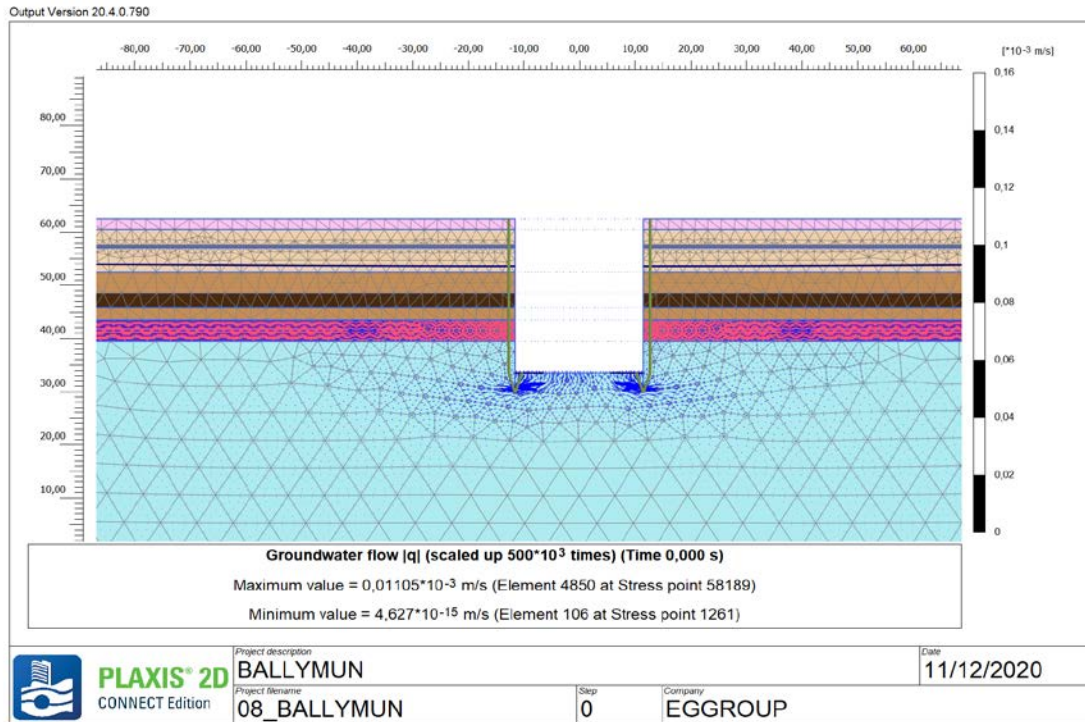 Output Version 20.4.0.790
-80,00 -70,00 -60,00 -50,00 -40,00 -30,00 -20,00 -10,00 0,00 10,00 20,00 30,00 40,00 50,00 60,00
[*10-3 m/s]
80,00
70,00
60,00
50,00
40,00
30,00
20,00
10,00
0,16
0,14
0,12
0,1
0,08
0,06
0,04
0,02
0
Groundwater flow |q| (scaled up 500*10³ times) (Time 0,000 s)
Maximum value = 0,01105*10-3 m/s (Element 4850 at Stress point 58189)
Minimum value = 4,627*10-15 m/s (Element 106 at Stress point 1261)
PLAXIS® 2D
CONNECT Edition
Project description
BALLYMUN
Date
11/12/2020
Project filename
08_BALLYMUN
Step
0
Company
EGGROUP